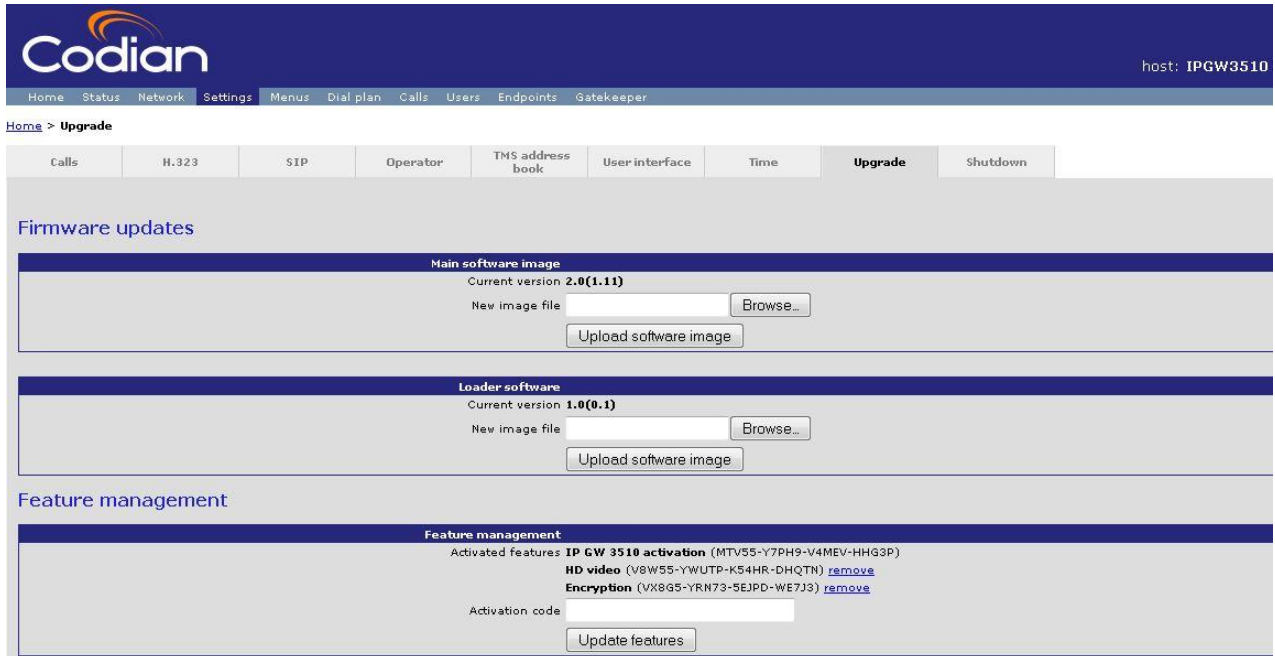 Codian
host: IPGW3510
Home Status Network Settings Menus Dial plan Calls Users Endpoints Gatekeeper
Home > Upgrade
Calls H.323 SIP Operator TMS address book User interface Time Upgrade Shutdown
Firmware updates
Main software image
Current version 2.0(1.11)
New image file Browse...
Upload software image
Loader software
Current version 1.0(0.1)
New image file Browse...
Upload software image
Feature management
Feature management
Activated features IP GW 3510 activation (MTV55-Y7PH9-V4MEV-HHG3P)
HD video (V8W55-YWUTP-K54HR-DHQTN) remove
Encryption (VX8G5-YRN73-5EJPD-WE7J3) remove
Activation code
Update features